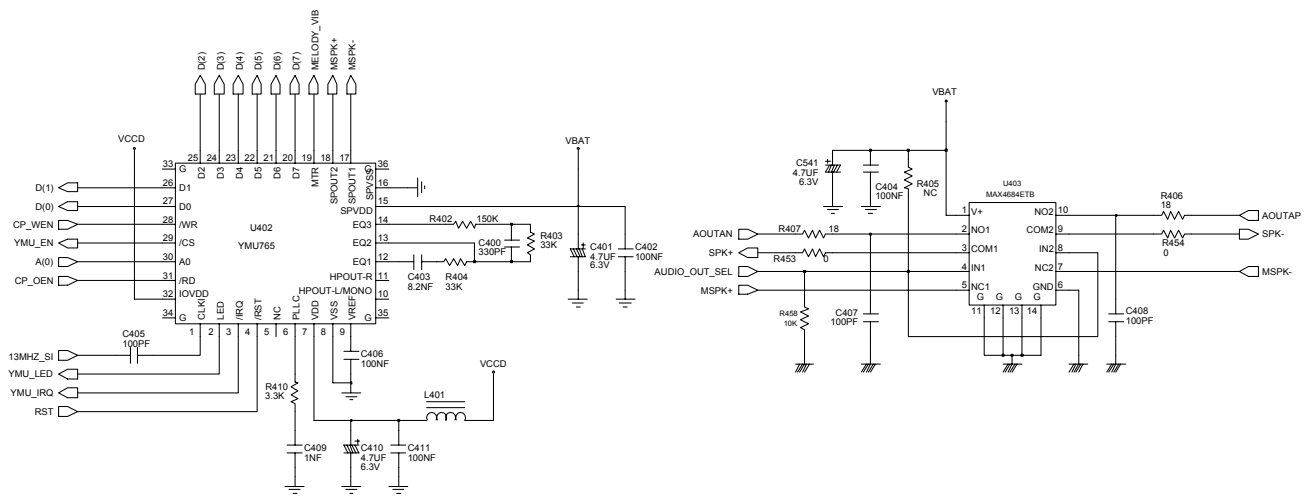 D(2)
D(3)
D(4)
D(5)
D(6)
D(7)
MELODY_VIB
MSPK+
MSPK-
VCCD
25 24 23 22 21 20 19 18 17
33 G
D2 D3 D4 D5 D6 D7 MTR SPOUT2 SPOUT1
G 36
SPVSS 16
SPVDD 15
D(1) 26 D1
D(0) 27 D0
CP_WEN 28 /WR
YMU_EN 29 /CS
A(0) 30 A0
CP_OEN 31 /RD
32 IOVDD
34 G
U402
YMU765
EQ3 14
EQ2 13
EQ1 12
HPOUT-R 11
HPOUT-L/MONO 10
G 35
CLKI LED /IRQ /RST NC PLLC VDD VSS VREF
1 2 3 4 5 6 7 8 9
R402 150K
C400
330PF
R403
33K
C403
8.2NF
R404
33K
VBAT
C401
4.7UF
6.3V
C402
100NF
C405
100PF
13MHZ_SI
YMU_LED
YMU_IRQ
RST
C406
100NF
R410
3.3K
C409
1NF
L401
VCCD
C410
4.7UF
6.3V
C411
100NF
VBAT
C541
4.7UF
6.3V
C404
100NF
R405
NC
U403
MAX4684ETB
1 V+
2 NO1
3 COM1
4 IN1
5 NC1
NO2 10
COM2 9
IN2 8
NC2 7
GND 6
G G G G
11 12 13 14
AOUTAN R407 18
SPK+ R453 0
AUDIO_OUT_SEL
MSPK+
R406
18
AOUTAP
R454
0
SPK-
MSPK-
R458
10K
C407
100PF
C408
100PF